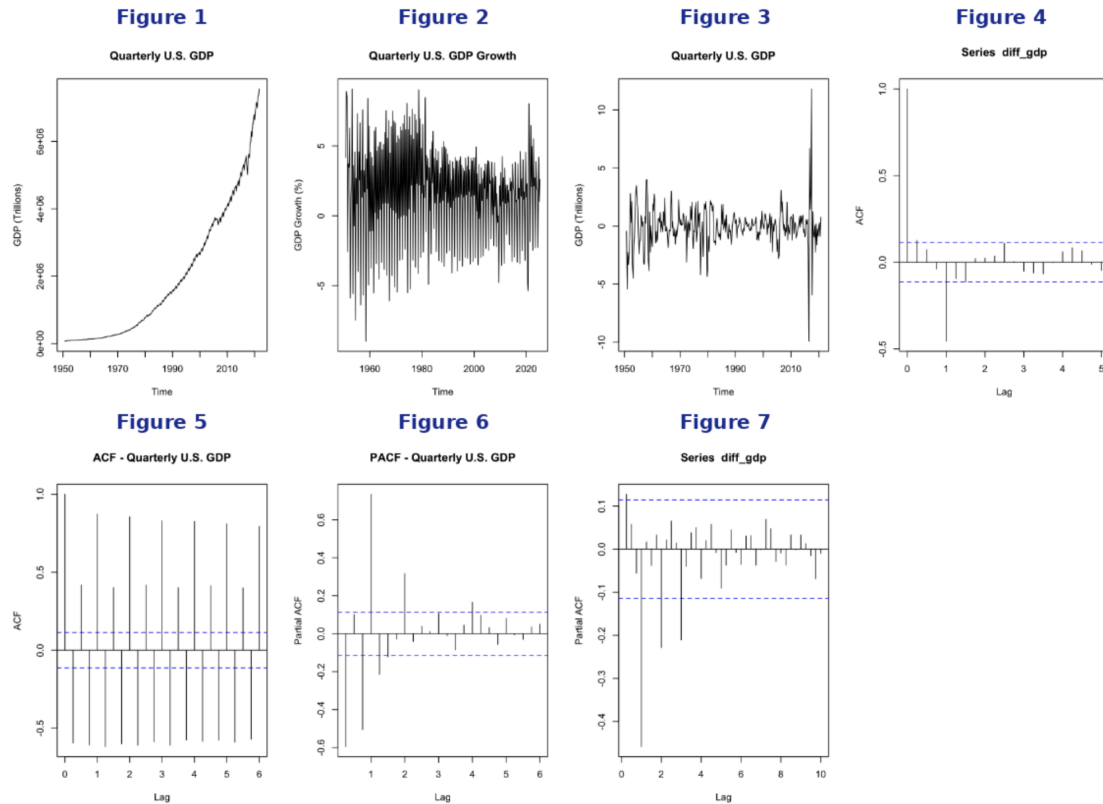 Figure 1
Quarterly U.S. GDP
GDP (Trillions)
6e+06
4e+06
2e+06
0e+00
1950 1970 1990 2010
Time
Figure 2
Quarterly U.S. GDP Growth
GDP Growth (%)
5
0
-5
1960 1980 2000 2020
Time
Figure 3
Quarterly U.S. GDP
GDP (Trillions)
10
5
0
-5
-10
1950 1970 1990 2010
Time
Figure 4
Series diff_gdp
ACF
1.0
0.5
0.0
-0.5
0 1 2 3 4 5
Lag
Figure 5
ACF - Quarterly U.S. GDP
ACF
1.0
0.5
0.0
-0.5
0 1 2 3 4 5 6
Lag
Figure 6
PACF - Quarterly U.S. GDP
Partial ACF
0.6
0.4
0.2
0.0
-0.2
-0.4
-0.6
1 2 3 4 5 6
Lag
Figure 7
Series diff_gdp
Partial ACF
0.1
0.0
-0.1
-0.2
-0.3
-0.4
0 2 4 6 8 10
Lag